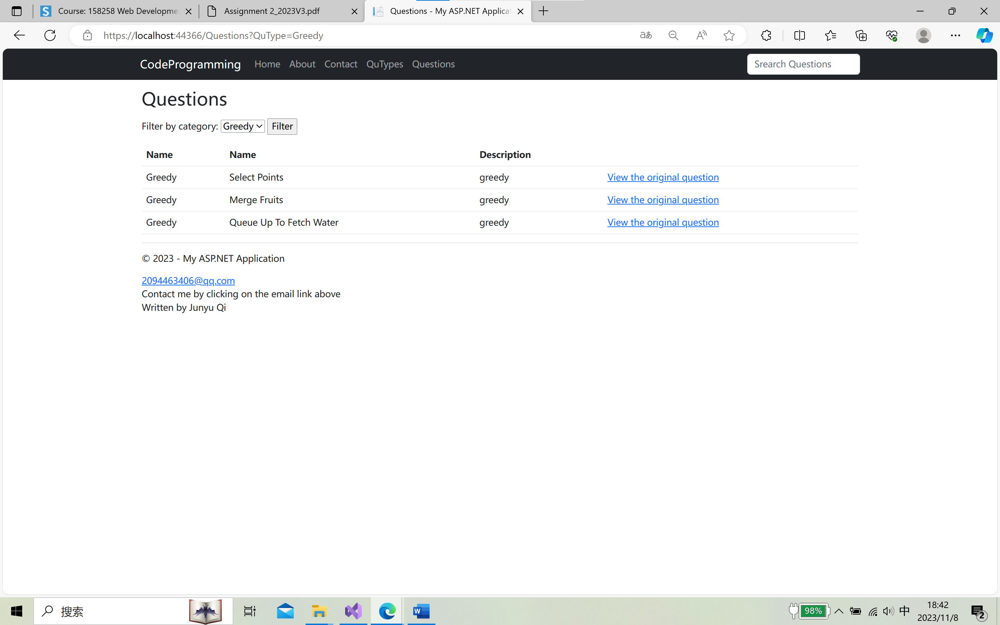 Course: 158258 Web Developme
Assignment 2_2023V3.pdf
Questions - My ASP.NET Applicat
https://localhost:44366/Questions?QuType=Greedy
CodeProgramming Home About Contact QuTypes Questions Srearch Questions
Questions
Filter by category: Greedy Filter
Name Name Description
Greedy Select Points greedy View the original question
Greedy Merge Fruits greedy View the original question
Greedy Queue Up To Fetch Water greedy View the original question
© 2023 - My ASP.NET Application
2094463406@qq.com
Contact me by clicking on the email link above
Written by Junyu Qi
搜索
98%
中
18:42
2023/11/8
2